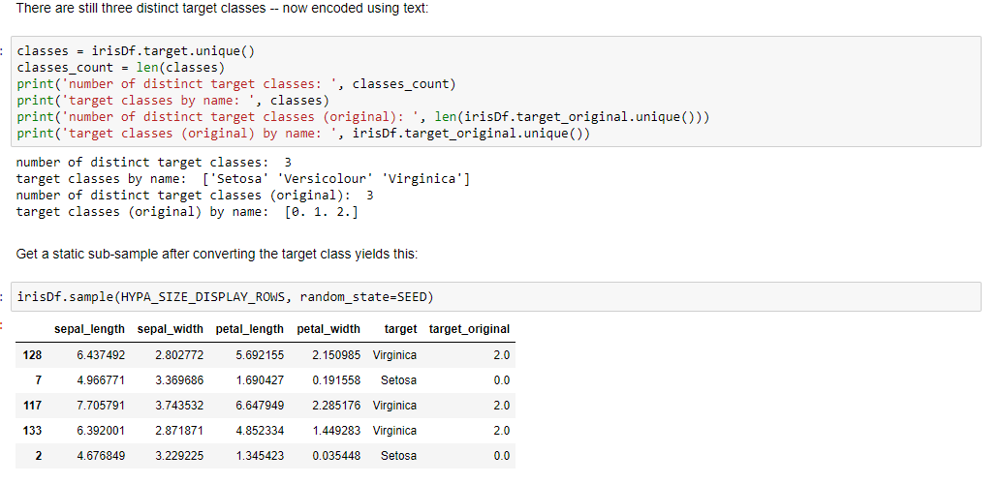 There are still three distinct target classes -- now encoded using text:
: classes = irisDf.target.unique()
classes_count = len(classes)
print('number of distinct target classes: ', classes_count)
print('target classes by name: ', classes)
print('number of distinct target classes (original): ', len(irisDf.target_original.unique()))
print('target classes (original) by name: ', irisDf.target_original.unique())
number of distinct target classes:  3
target classes by name:  ['Setosa' 'Versicolour' 'Virginica']
number of distinct target classes (original):  3
target classes (original) by name:  [0. 1. 2.]
Get a static sub-sample after converting the target class yields this:
: irisDf.sample(HYPA_SIZE_DISPLAY_ROWS, random_state=SEED)
: sepal_length sepal_width petal_length petal_width target target_original
128 6.437492 2.802772 5.692155 2.150985 Virginica 2.0
7 4.966771 3.369686 1.690427 0.191558 Setosa 0.0
117 7.705791 3.743532 6.647949 2.285176 Virginica 2.0
133 6.392001 2.871871 4.852334 1.449283 Virginica 2.0
2 4.676849 3.229225 1.345423 0.035448 Setosa 0.0